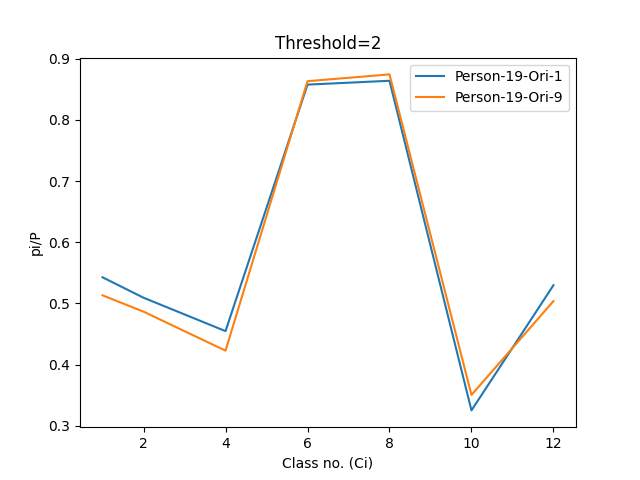 Threshold=2
Person-19-Ori-1
Person-19-Ori-9
pi/P
0.9
0.8
0.7
0.6
0.5
0.4
0.3
2 4 6 8 10 12
Class no. (Ci)